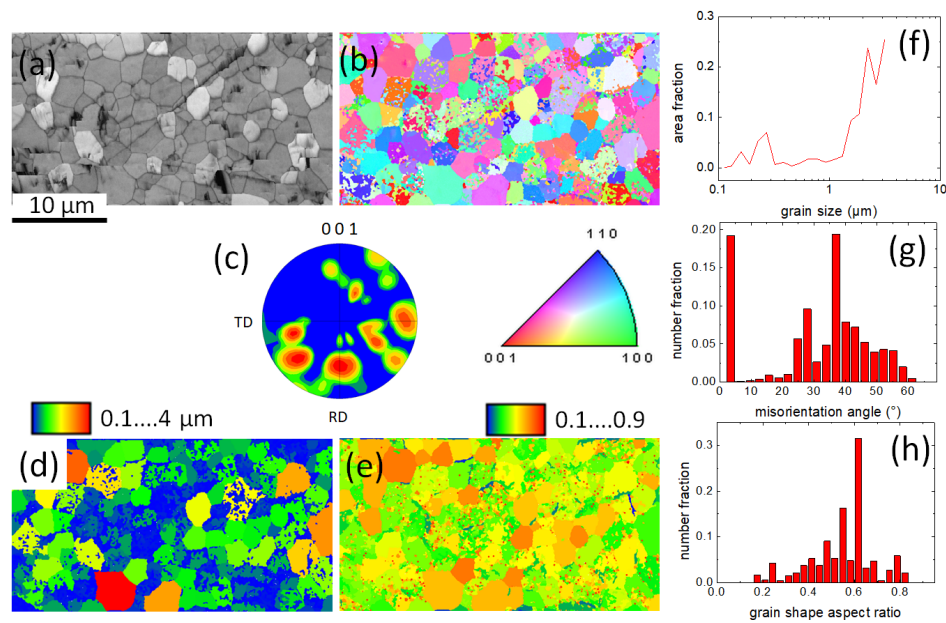 (a)
(b)
10 µm
0 0 1
(c)
TD
RD
1 1 0
0 0 1
1 0 0
0.1....4 µm
0.1....0.9
(d)
(e)
(f)
area fraction
0.3
0.2
0.1
0.0
0.1
1
10
grain size (µm)
(g)
number fraction
0.20
0.15
0.10
0.05
0.00
0 10 20 30 40 50 60
misorientation angle (°)
(h)
number fraction
0.3
0.2
0.1
0.0
0.0 0.2 0.4 0.6 0.8
grain shape aspect ratio